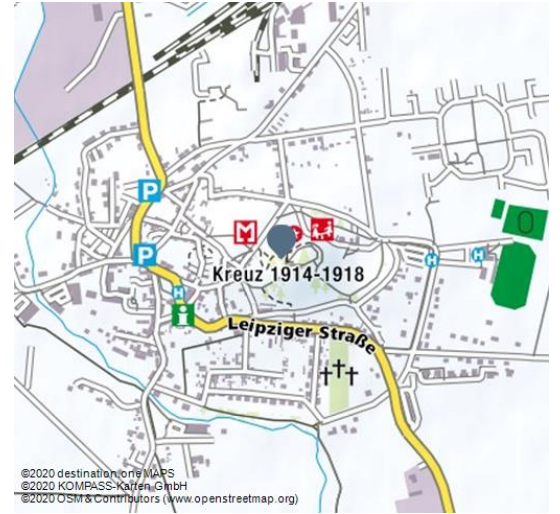 P
M
P
Kreuz 1914-1918
H
H
H
i
Leipziger Straße
©2020 destination.one MAPS
©2020 KOMPASS-Karten GmbH
©2020 OSM & Contributors (www.openstreetmap.org)